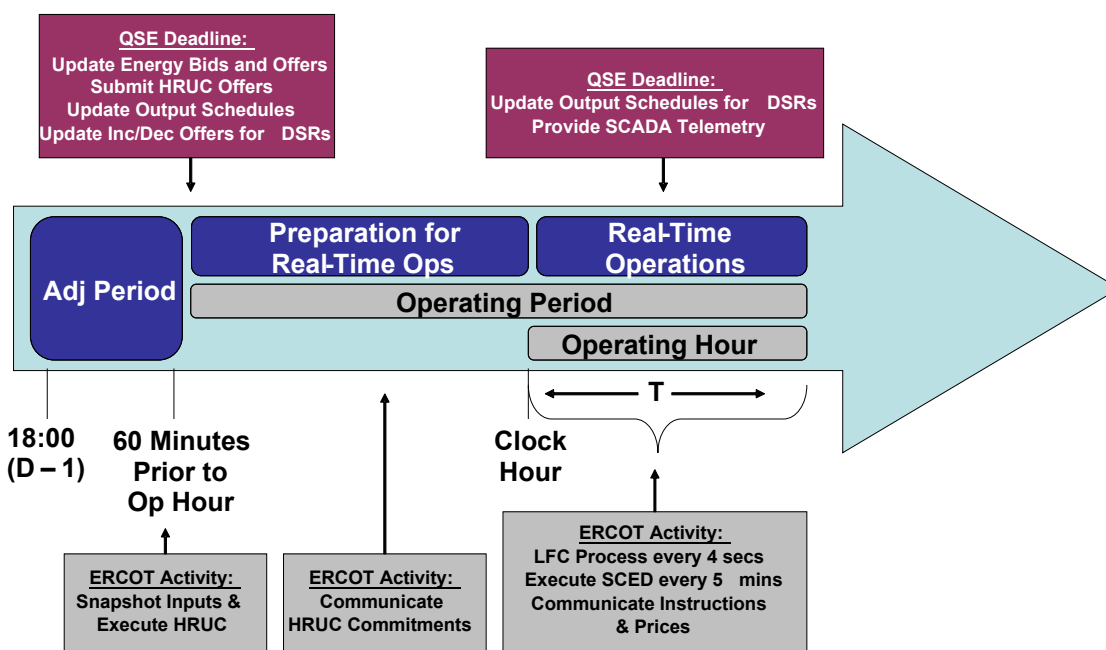 QSE Deadline:
Update Energy Bids and Offers
Submit HRUC Offers
Update Output Schedules
Update Inc/Dec Offers for DSRs
QSE Deadline:
Update Output Schedules for DSRs
Provide SCADA Telemetry
Adj Period
Preparation for
Real-Time Ops
Real-Time
Operations
Operating Period
Operating Hour
T
18:00
(D – 1)
60 Minutes
Prior to
Op Hour
Clock
Hour
ERCOT Activity:
Snapshot Inputs &
Execute HRUC
ERCOT Activity:
Communicate
HRUC Commitments
ERCOT Activity:
LFC Process every 4 secs
Execute SCED every 5 mins
Communicate Instructions
& Prices